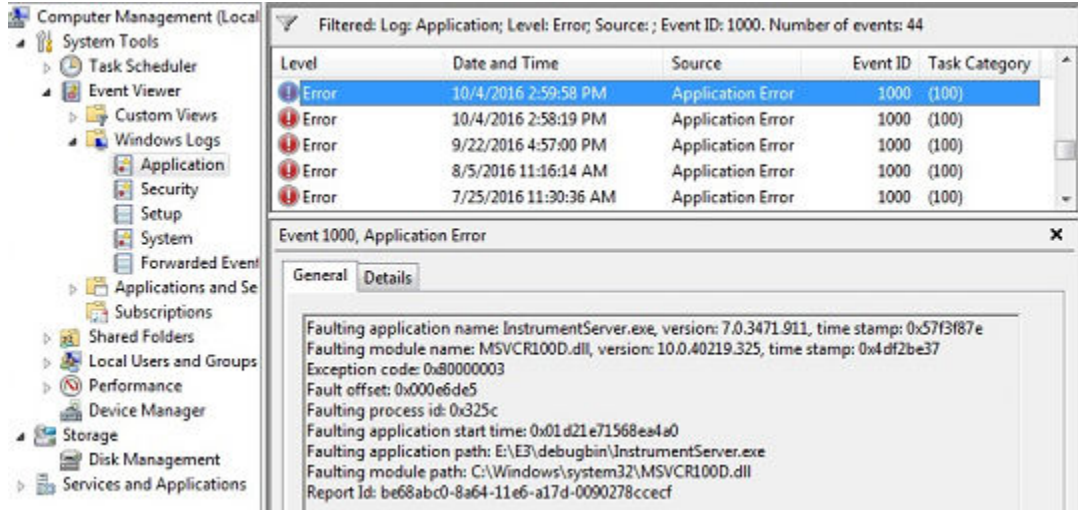 Computer Management (Local
System Tools
Task Scheduler
Event Viewer
Custom Views
Windows Logs
Application
Security
Setup
System
Forwarded Event
Applications and Se
Subscriptions
Shared Folders
Local Users and Groups
Performance
Device Manager
Storage
Disk Management
Services and Applications
Filtered: Log: Application; Level: Error; Source: ; Event ID: 1000. Number of events: 44
Level Date and Time Source Event ID Task Category
Error 10/4/2016 2:59:58 PM Application Error 1000 (100)
Error 10/4/2016 2:58:19 PM Application Error 1000 (100)
Error 9/22/2016 4:57:00 PM Application Error 1000 (100)
Error 8/5/2016 11:16:14 AM Application Error 1000 (100)
Error 7/25/2016 11:30:36 AM Application Error 1000 (100)
Event 1000, Application Error
General Details
Faulting application name: InstrumentServer.exe, version: 7.0.3471.911, time stamp: 0x57f3f87e
Faulting module name: MSVCR100D.dll, version: 10.0.40219.325, time stamp: 0x4df2be37
Exception code: 0x80000003
Fault offset: 0x000e6de5
Faulting process id: 0x325c
Faulting application start time: 0x01d21e71568ea4a0
Faulting application path: E:\E3\debugbin\InstrumentServer.exe
Faulting module path: C:\Windows\system32\MSVCR100D.dll
Report Id: be68abc0-8a64-11e6-a17d-0090278ccecf